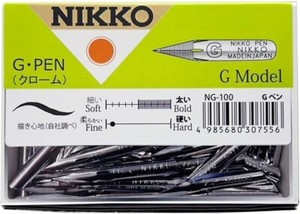 NIKKO
G・PEN
(クローム)
G
NIKKO PEN
NIKKO
MADE IN JAPAN
G Model
細い 太い
Soft Bold
柔らかい 硬い
Fine Hard
描き心地(自社調べ)
NG-100 Gペン
4 985680 307556